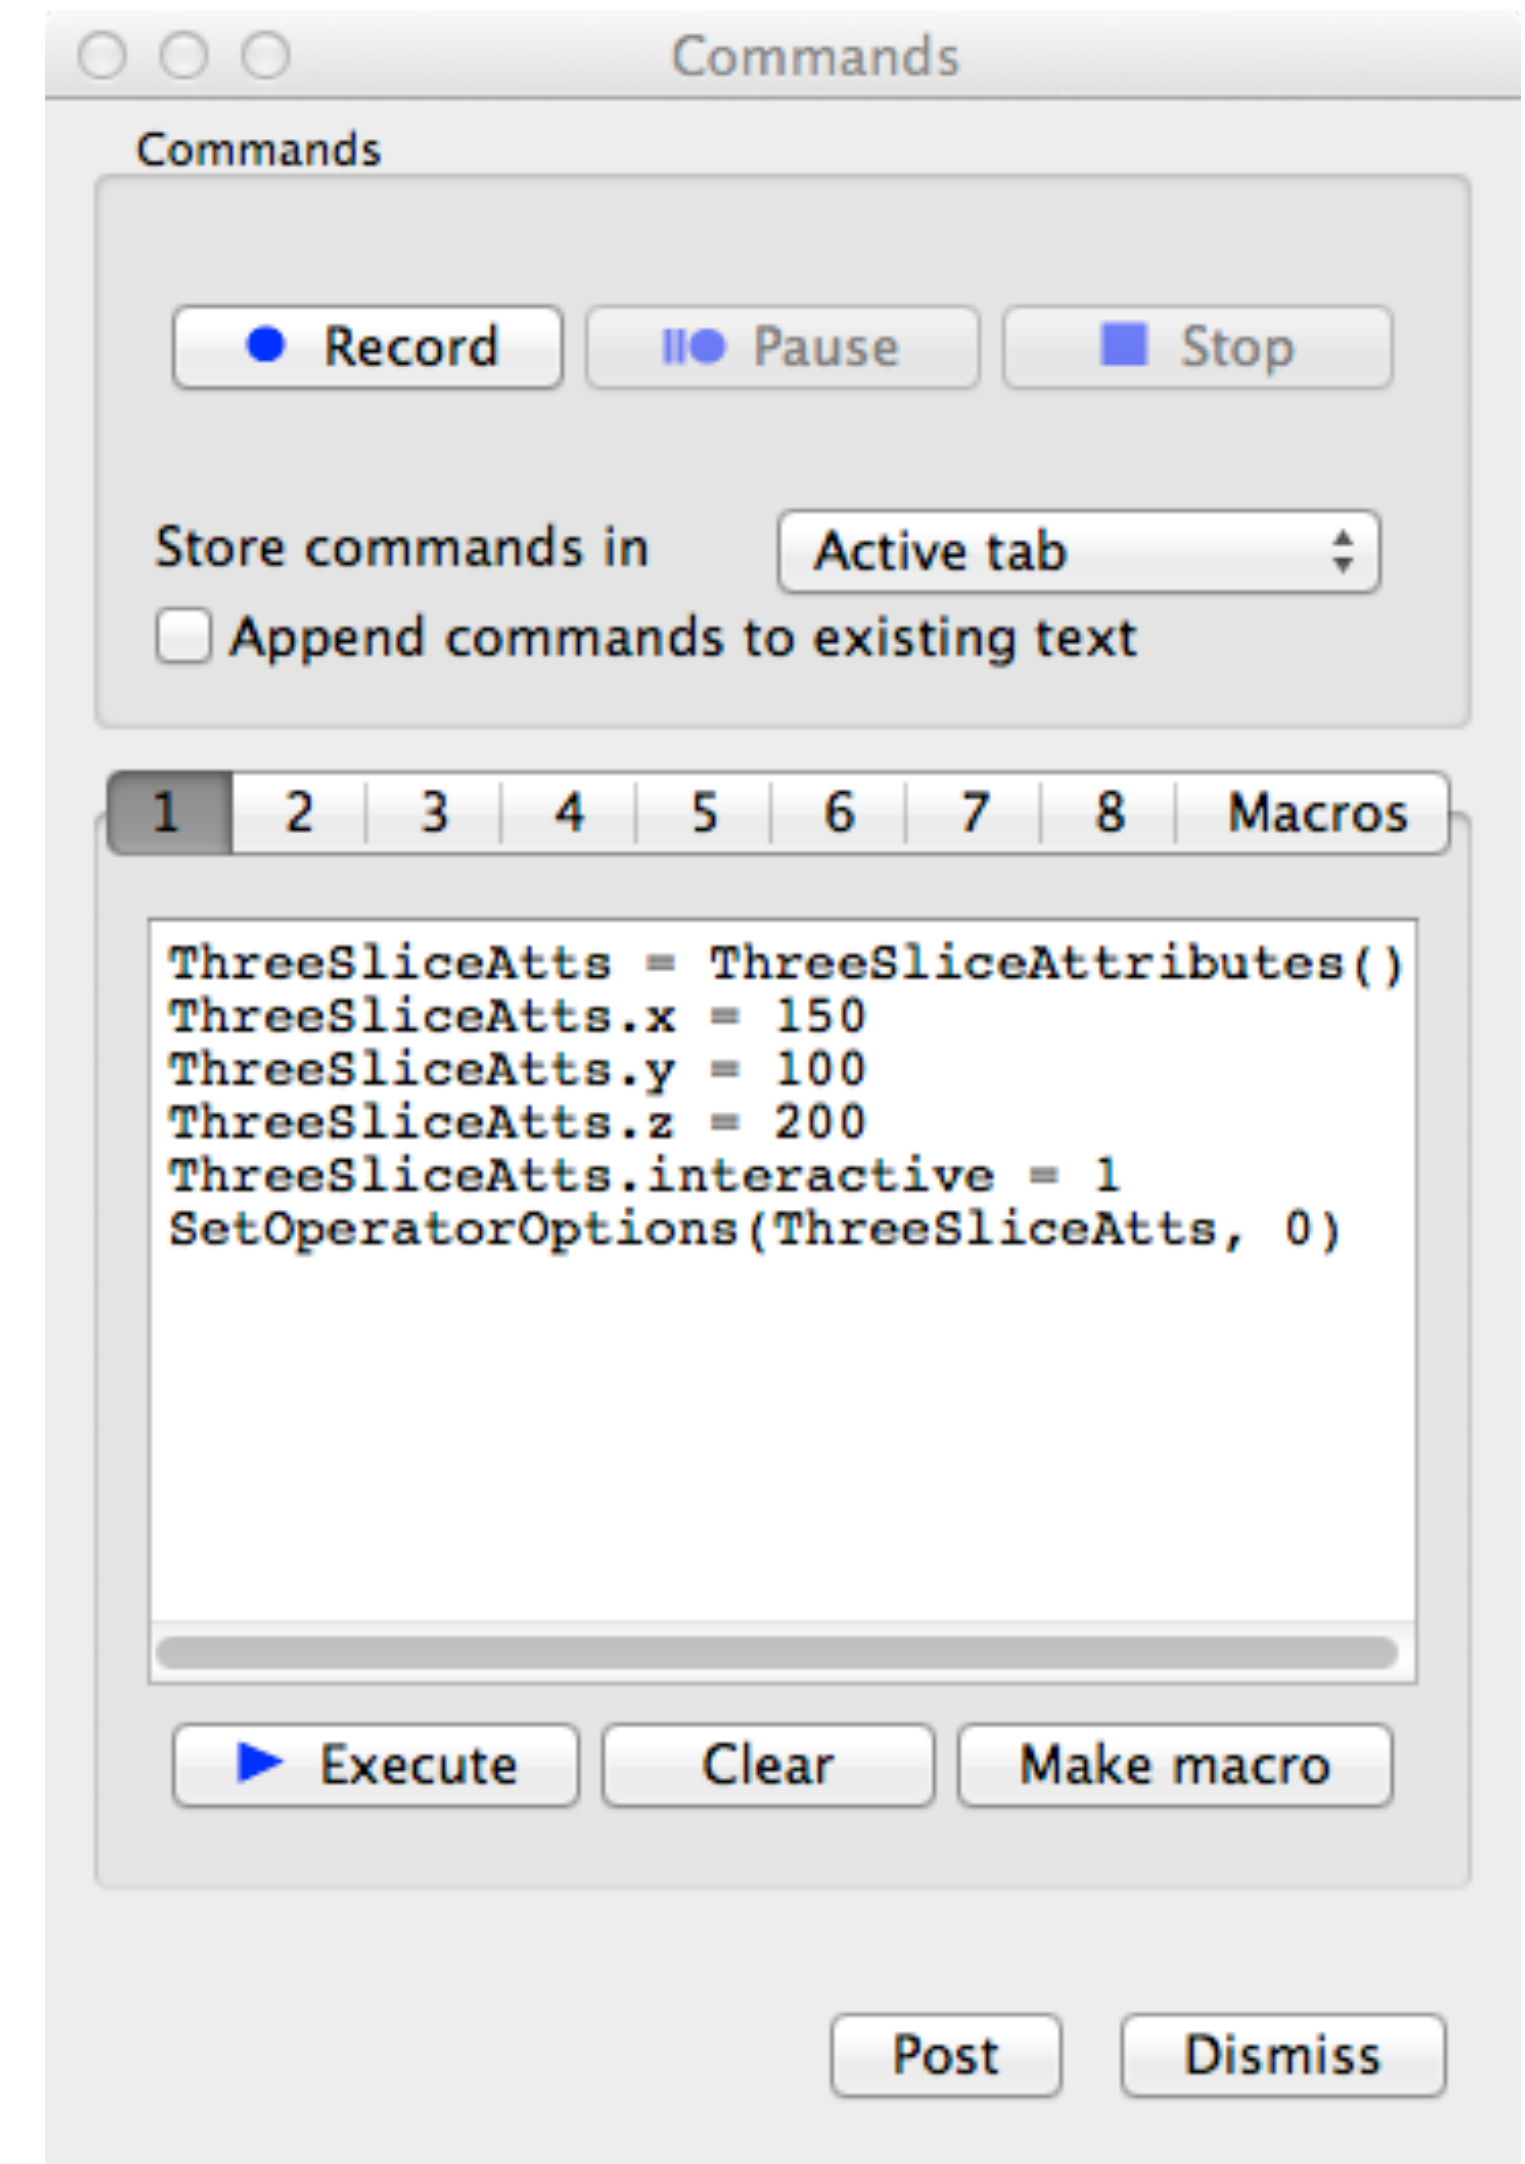 Commands
Commands
Record Pause Stop
Store commands in Active tab
Append commands to existing text
1 2 3 4 5 6 7 8 Macros
ThreeSliceAtts = ThreeSliceAttributes()
ThreeSliceAtts.x = 150
ThreeSliceAtts.y = 100
ThreeSliceAtts.z = 200
ThreeSliceAtts.interactive = 1
SetOperatorOptions(ThreeSliceAtts, 0)
Execute Clear Make macro
Post Dismiss